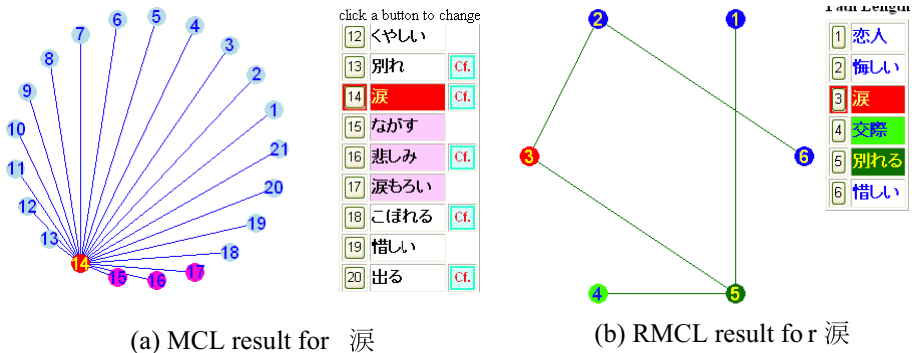 7
6
5
4
8
3
9
2
10
1
11
21
12
20
13
19
14
18
15
16
17
click a button to change
12 くやしい
13 別れ Cf.
14 涙 Cf.
15 ながす
16 悲しみ Cf.
17 涙もろい
18 こぼれる Cf.
19 惜しい
20 出る Cf.
(a) MCL result for 涙
2
1
3
6
4
5
Path Length
1 恋人
2 悔しい
3 涙
4 交際
5 別れる
6 惜しい
(b) RMCL result fo r 涙